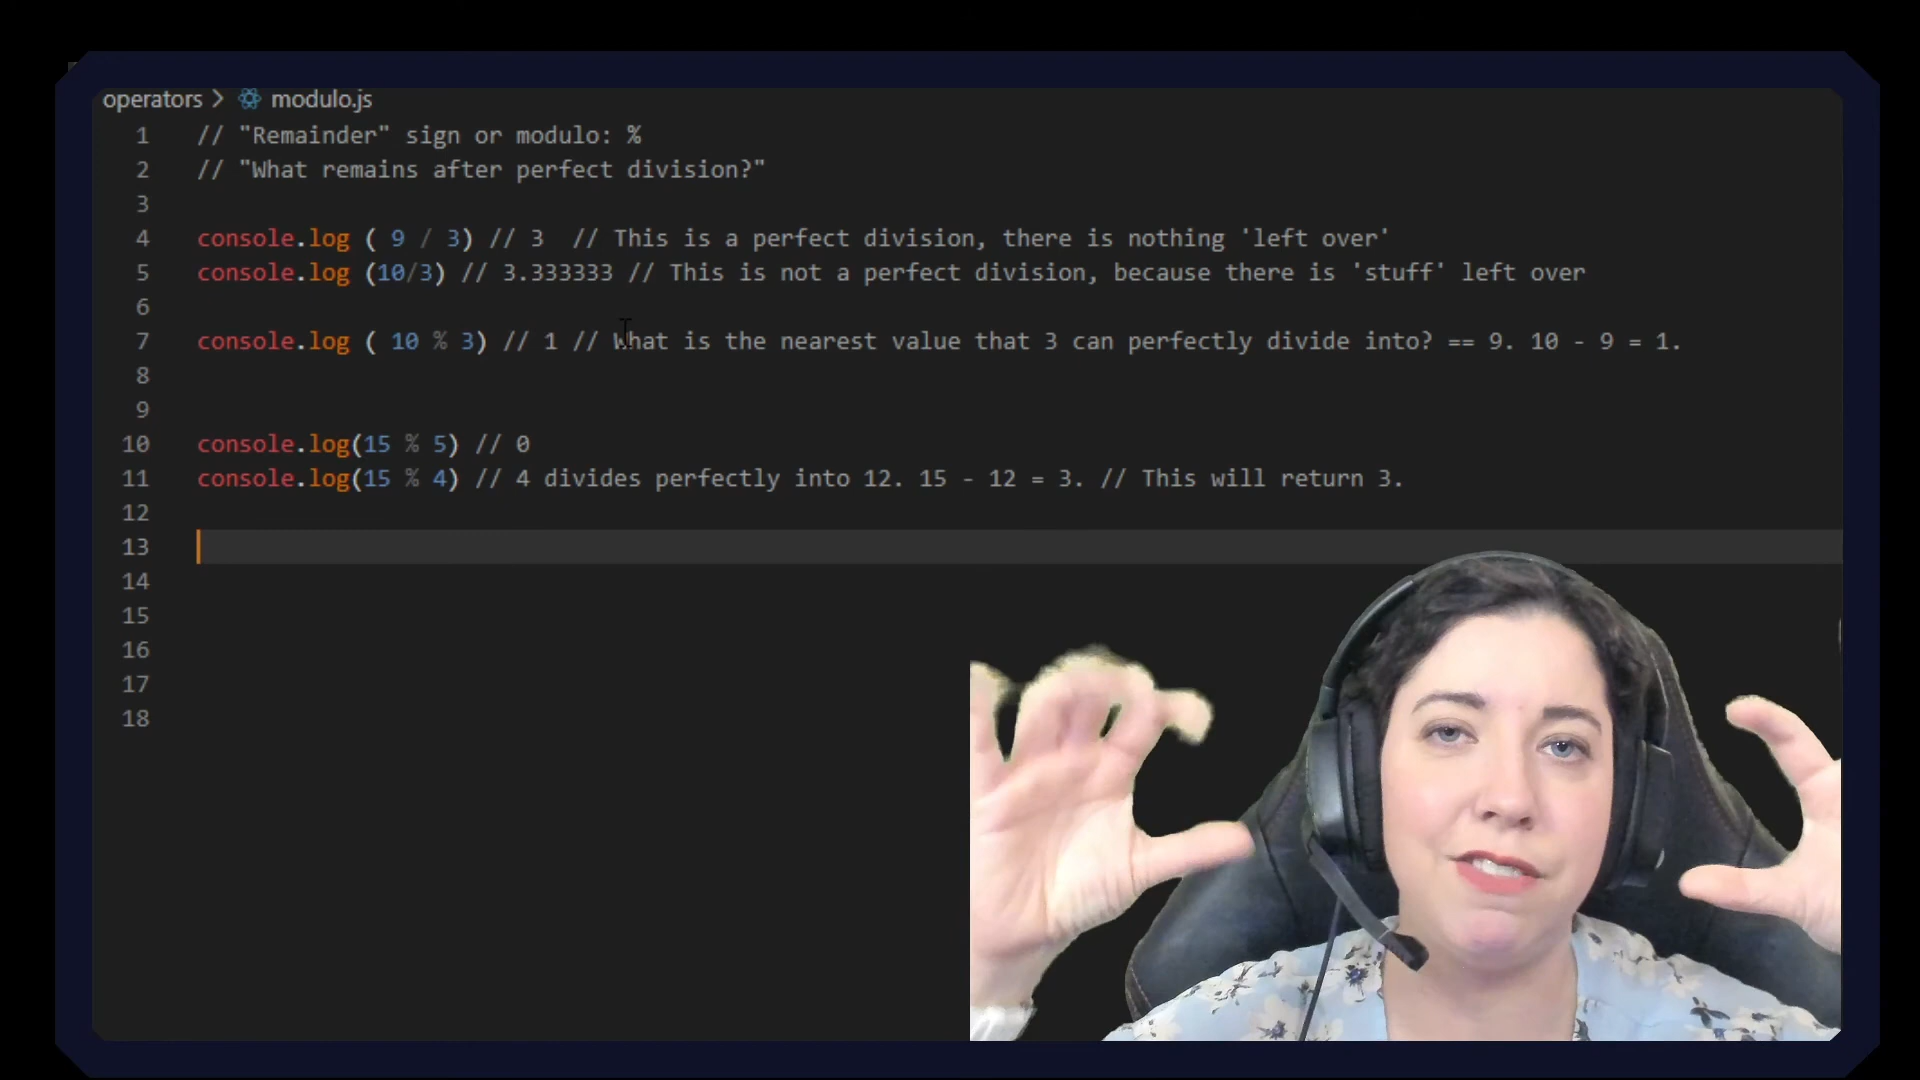 operators > modulo.js
1 // "Remainder" sign or modulo: %
2 // "What remains after perfect division?"
3
4 console.log ( 9 / 3) // 3  // This is a perfect division, there is nothing 'left over'
5 console.log (10/3) // 3.333333 // This is not a perfect division, because there is 'stuff' left over
6
7 console.log ( 10 % 3) // 1 // What is the nearest value that 3 can perfectly divide into? == 9. 10 - 9 = 1.
8
9
10 console.log(15 % 5) // 0
11 console.log(15 % 4) // 4 divides perfectly into 12. 15 - 12 = 3. // This will return 3.
12
13
14
15
16
17
18